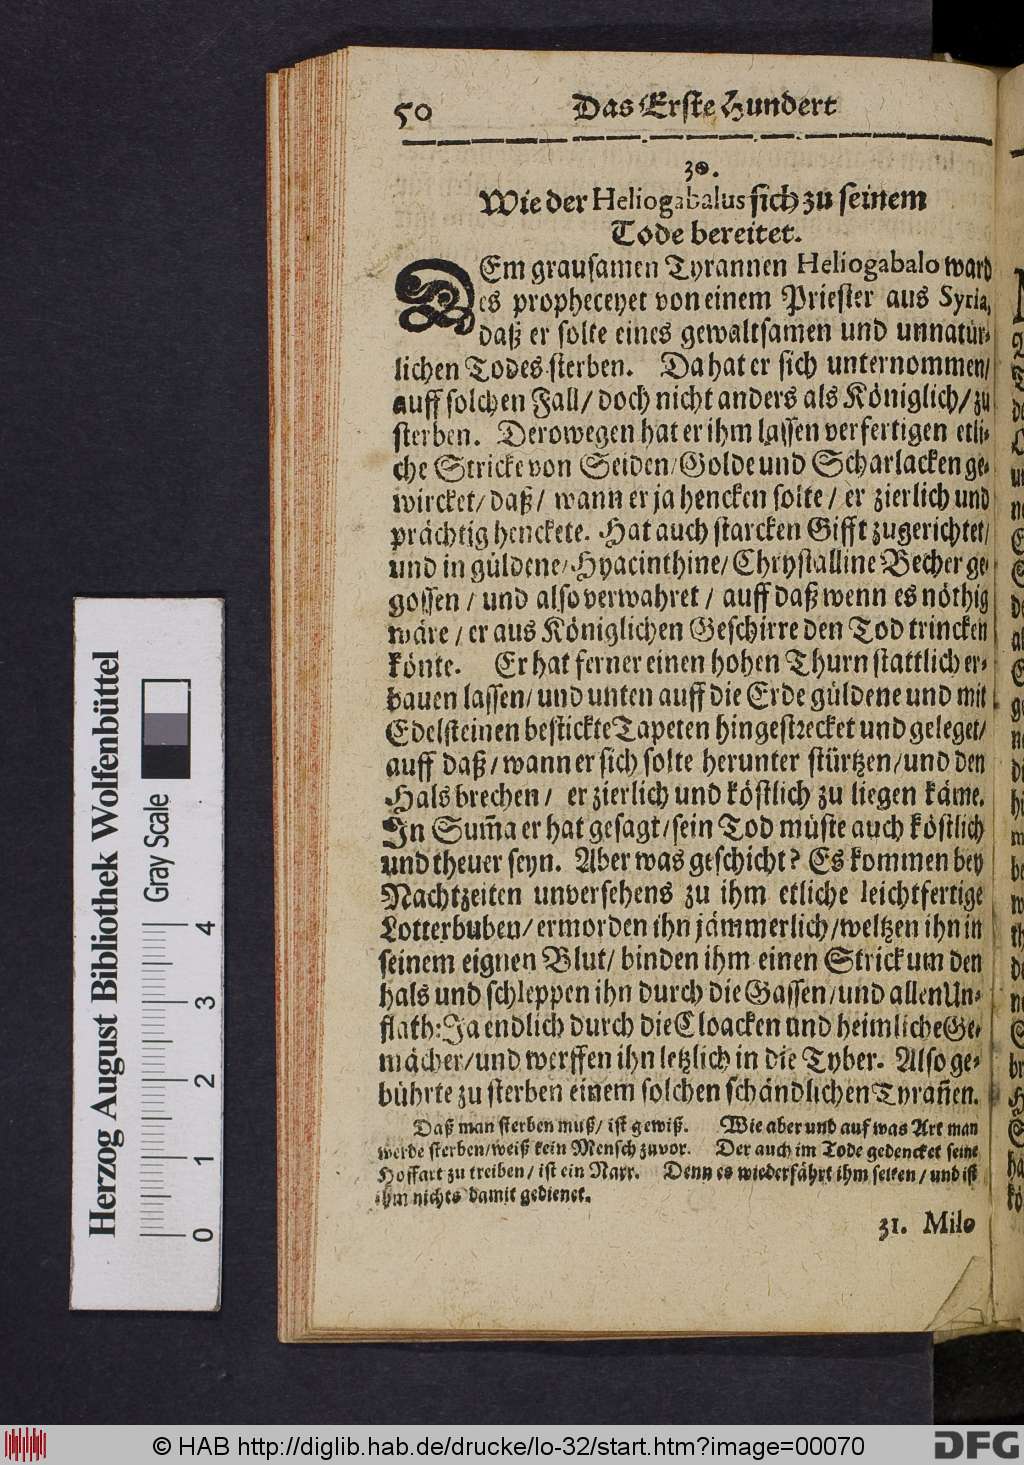 50 Das Erste Hundert
30.
Wie der Heliogabalus sich zu seinem
Tode bereitet.
DEm grausamen Tyrannen Heliogabalo ward
es propheceyet von einem Priester aus Syria,
daß er solte eines gewaltsamen und unnatür-
lichen Todes sterben. Da hat er sich unternommen/
auff solchen Fall/ doch nicht anders als Königlich/ zu
sterben. Derowegen hat er ihm lassen verfertigen etli-
che Stricke von Seiden/ Golde und Scharlacken ge-
wircket/ daß/ wann er ja hencken solte/ er zierlich und
prächtig henckete. Hat auch starcken Gifft zugerichtet/
und in güldene/ Hyacinthine/ Chrystalline Becher ge-
gossen/ und also verwahret/ auff daß wenn es nöthig
wäre/ er aus Königlichen Geschirre den Tod trincken
könte. Er hat ferner einen hohen Thurn stattlich er-
bauen lassen/ und unten auff die Erde güldene und mit
Edelsteinen bestickte Tapeten hingestrecket und geleget/
auff daß/ wann er sich solte herunter stürtzen/ und den
Hals brechen/ er zierlich und köstlich zu liegen käme.
In Sum̃a er hat gesagt/ sein Tod müste auch köstlich
und theuer seyn. Aber was geschicht? Es kommen bey
Nachtzeiten unversehens zu ihm etliche leichtfertige
Lotterbuben/ ermorden ihn jämmerlich/ weltzen ihn in
seinem eignen Blut/ binden ihm einen Strick um den
hals und schleppen ihn durch die Gassen/ und allen Un-
flath: Ja endlich durch die Cloacken und heimliche Ge-
mächer/ und werffen ihn letzlich in die Tyber. Also ge-
bührte zu sterben einem solchen schändlichen Tyrañen.
Daß man sterben muß/ ist gewiß. Wie aber und auf was Art man
werde sterben/ weiß kein Mensch zuvor. Der auch im Tode gedencket seine
Hoffart zu treiben/ ist ein Narr. Denn es wiederfährt ihm selten/ und ist
ihm nichts damit gedienet.
31. Milo
Herzog August Bibliothek Wolfenbüttel
Gray Scale
0 1 2 3 4
© HAB http://diglib.hab.de/drucke/lo-32/start.htm?image=00070
DFG